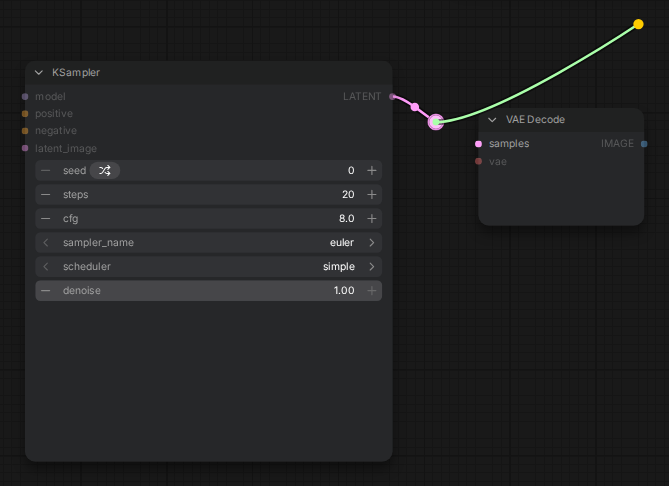 KSampler
model LATENT
positive
negative
latent_image
seed 0
steps 20
cfg 8.0
sampler_name euler
scheduler simple
denoise 1.00
VAE Decode
samples IMAGE
vae